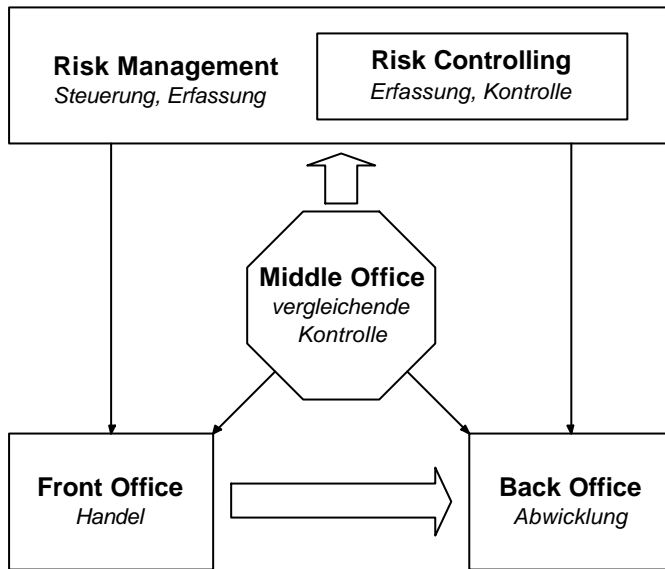 Risk Management
Steuerung, Erfassung
Risk Controlling
Erfassung, Kontrolle
Middle Office
vergleichende
Kontrolle
Front Office
Handel
Back Office
Abwicklung